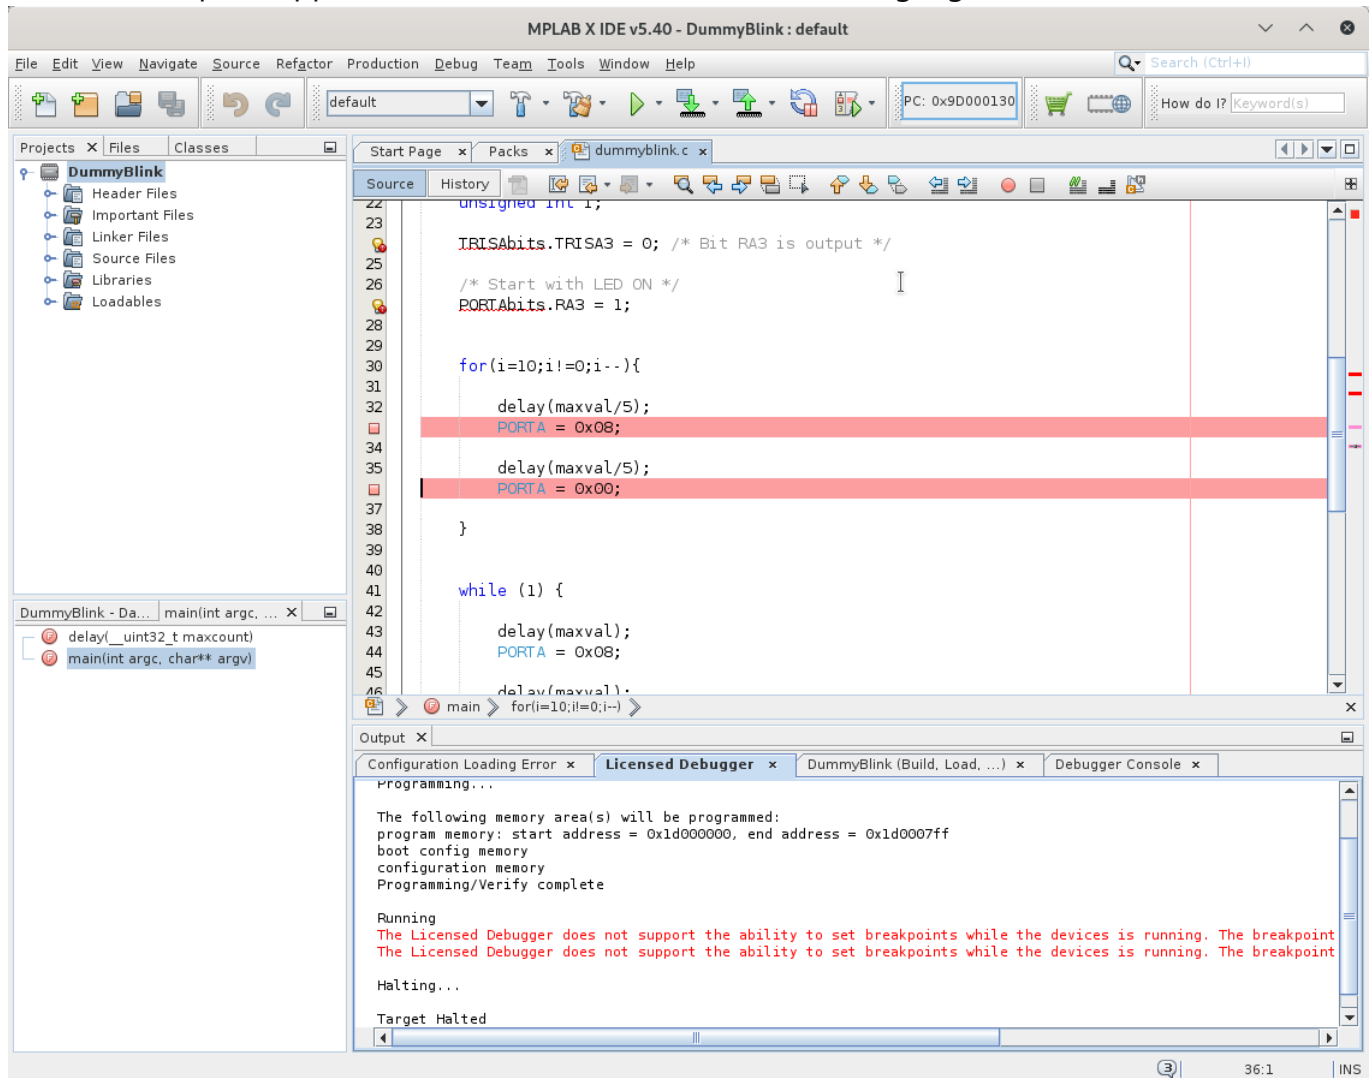 MPLAB X IDE v5.40 - DummyBlink : default
File Edit View Navigate Source Refactor Production Debug Team Tools Window Help
Search (Ctrl+I)
default
PC: 0x9D000130
How do I? Keyword(s)
Projects Files Classes
Start Page Packs dummyblink.c
DummyBlink
Header Files
Important Files
Linker Files
Source Files
Libraries
Loadables
Source History
22 unsigned int i;
23
TRISAbits.TRISA3 = 0; /* Bit RA3 is output */
25
26 /* Start with LED ON */
PORTAbits.RA3 = 1;
28
29
30 for(i=10;i!=0;i--){
31
32 delay(maxval/5);
PORTA = 0x08;
34
35 delay(maxval/5);
PORTA = 0x00;
37
38 }
39
40
41 while (1) {
42
43 delay(maxval);
44 PORTA = 0x08;
45
46 delay(maxval);
main for(i=10;i!=0;i--)
DummyBlink - Da... main(int argc, ...
delay(__uint32_t maxcount)
main(int argc, char** argv)
Output
Configuration Loading Error Licensed Debugger DummyBlink (Build, Load, ...) Debugger Console
Programming...
The following memory area(s) will be programmed:
program memory: start address = 0x1d000000, end address = 0x1d0007ff
boot config memory
configuration memory
Programming/Verify complete
Running
The Licensed Debugger does not support the ability to set breakpoints while the devices is running. The breakpoint
The Licensed Debugger does not support the ability to set breakpoints while the devices is running. The breakpoint
Halting...
Target Halted
3 36:1 INS